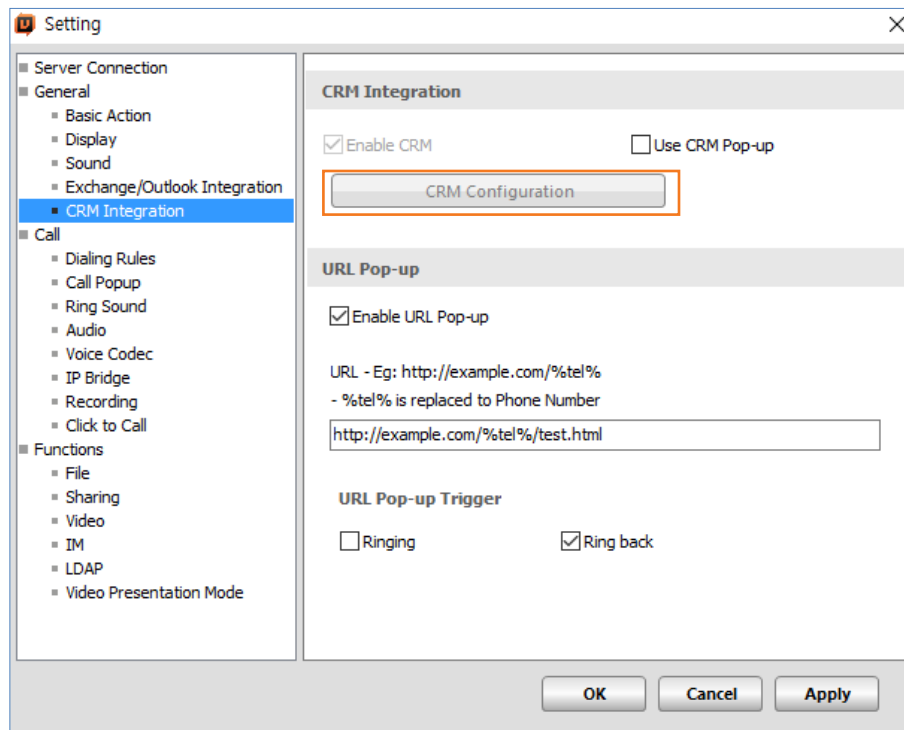 Setting
Server Connection
General
Basic Action
Display
Sound
Exchange/Outlook Integration
CRM Integration
Call
Dialing Rules
Call Popup
Ring Sound
Audio
Voice Codec
IP Bridge
Recording
Click to Call
Functions
File
Sharing
Video
IM
LDAP
Video Presentation Mode
CRM Integration
Enable CRM
Use CRM Pop-up
CRM Configuration
URL Pop-up
Enable URL Pop-up
URL - Eg: http://example.com/%tel%
- %tel% is replaced to Phone Number
http://example.com/%tel%/test.html
URL Pop-up Trigger
Ringing
Ring back
OK
Cancel
Apply